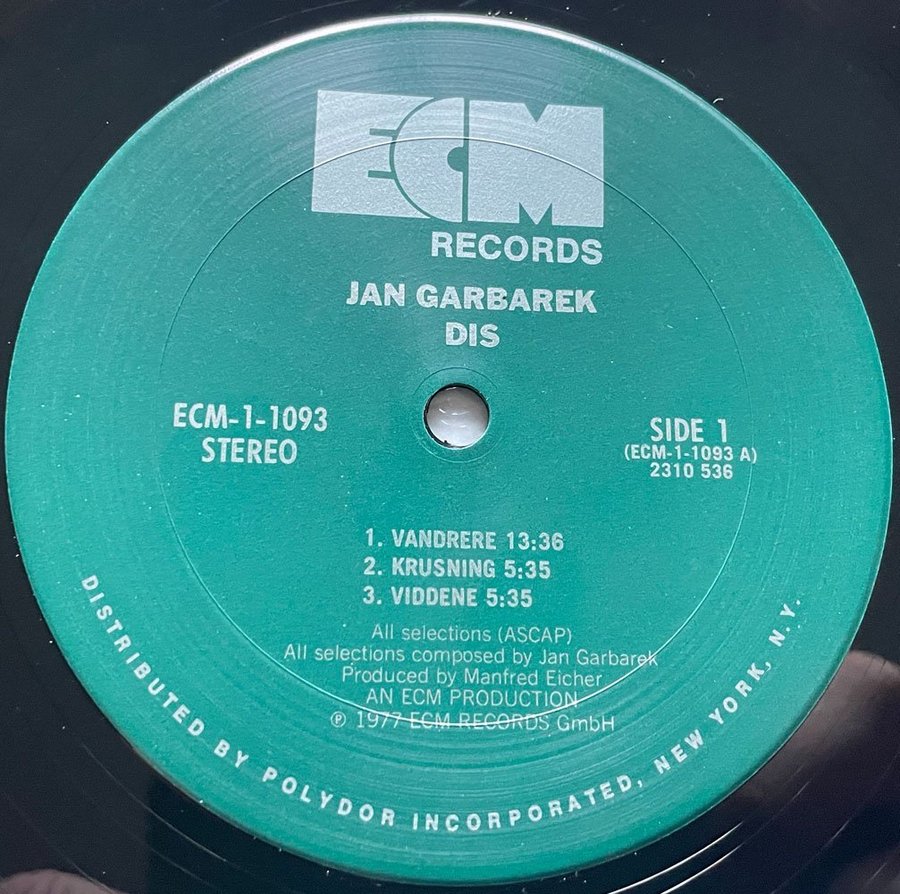 ECM
RECORDS
JAN GARBAREK
DIS
ECM-1-1093
STEREO
SIDE 1
(ECM-1-1093 A)
2310 536
1. VANDRERE 13:36
2. KRUSNING 5:35
3. VIDDENE 5:35
All selections (ASCAP)
All selections composed by Jan Garbarek
Produced by Manfred Eicher
AN ECM PRODUCTION
℗ 1977 ECM RECORDS GmbH
DISTRIBUTED BY POLYDOR INCORPORATED, NEW YORK, N.Y.